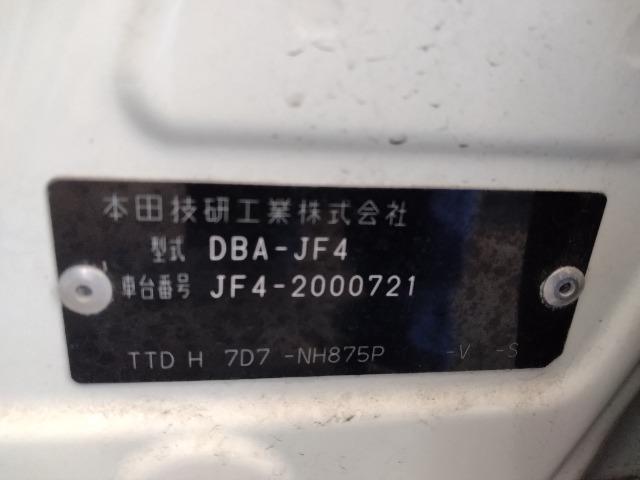 本田技研工業株式会社
型式 DBA-JF4
車台番号 JF4-2000721
TTD H 7D7 -NH875P -V -S